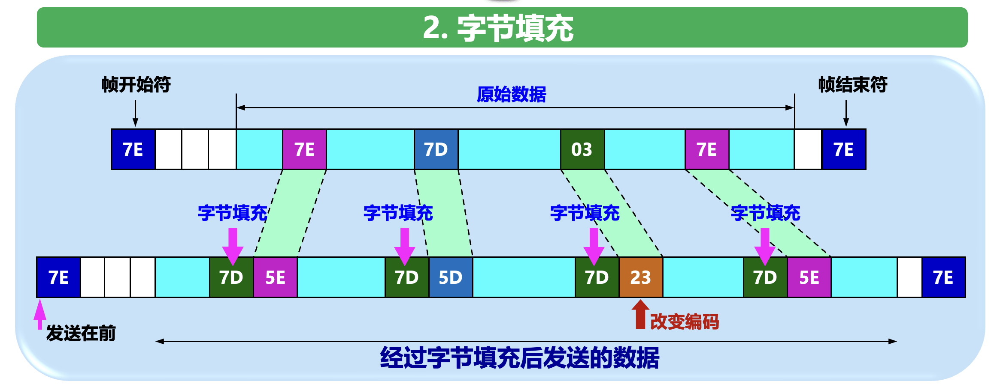 2. 字节填充
帧开始符
原始数据
帧结束符
7E 7E 7D 03 7E 7E
字节填充 字节填充 字节填充 字节填充
7E 7D 5E 7D 5D 7D 23 7D 5E 7E
发送在前
改变编码
经过字节填充后发送的数据